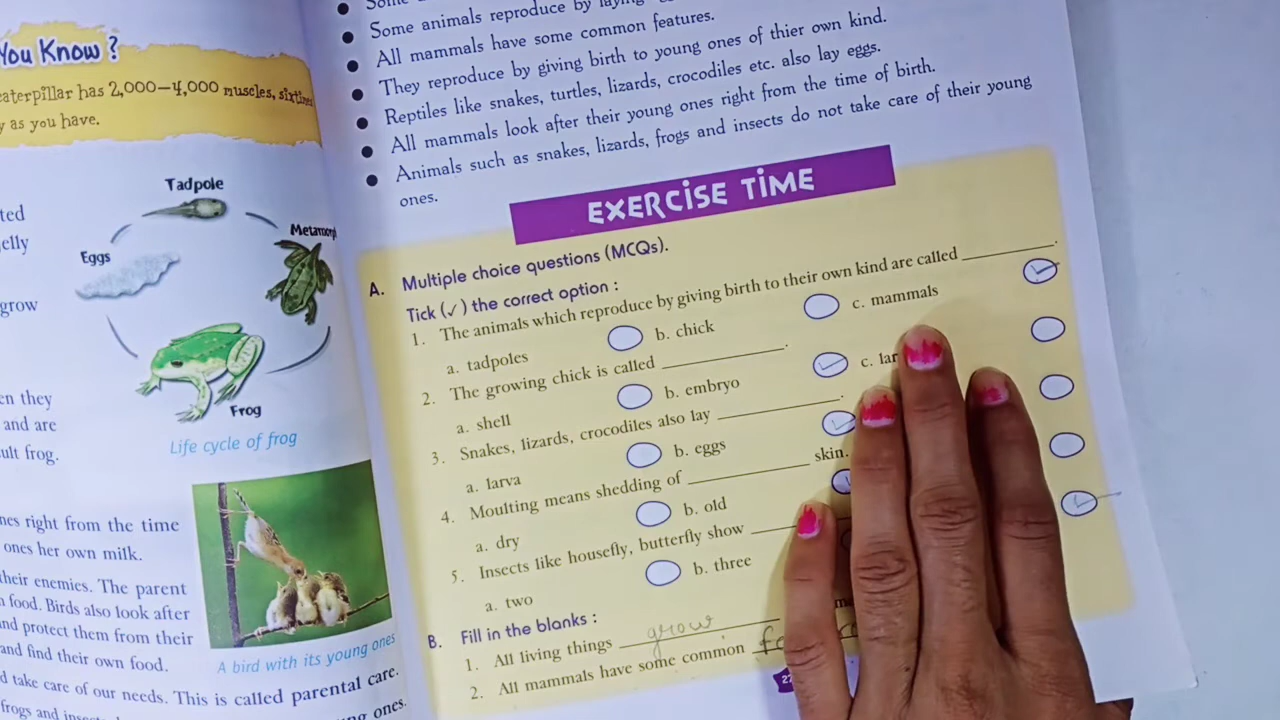 You Know ?
caterpillar has 2,000–4,000 muscles,
y as you have.
Tadpole
Eggs
Frog
Life cycle of frog
grow
and are
nes right from the time
ones her own milk.
their enemies. The parent
food. Birds also look after
and protect them from their
and find their own food.
A bird with its young ones
take care of our needs. This is called parental care.
ones.
Some animals reproduce by
All mammals have some common features.
They reproduce by giving birth to young ones of thier own kind.
Reptiles like snakes, turtles, lizards, crocodiles etc. also lay eggs.
All mammals look after their young ones right from the time of birth.
Animals such as snakes, lizards, frogs and insects do not take care of their young
ones.
EXERCISE TIME
A. Multiple choice questions (MCQs).
Tick (✓) the correct option :
1. The animals which reproduce by giving birth to their own kind are called ________.
a. tadpoles b. chick c. mammals
2. The growing chick is called ________.
a. shell b. embryo c.
3. Snakes, lizards, crocodiles also lay ________.
a. larva b. eggs
4. Moulting means shedding of ________ skin.
a. dry b. old
5. Insects like housefly, butterfly show
a. two b. three
B. Fill in the blanks :
1. All living things grow
2. All mammals have some common